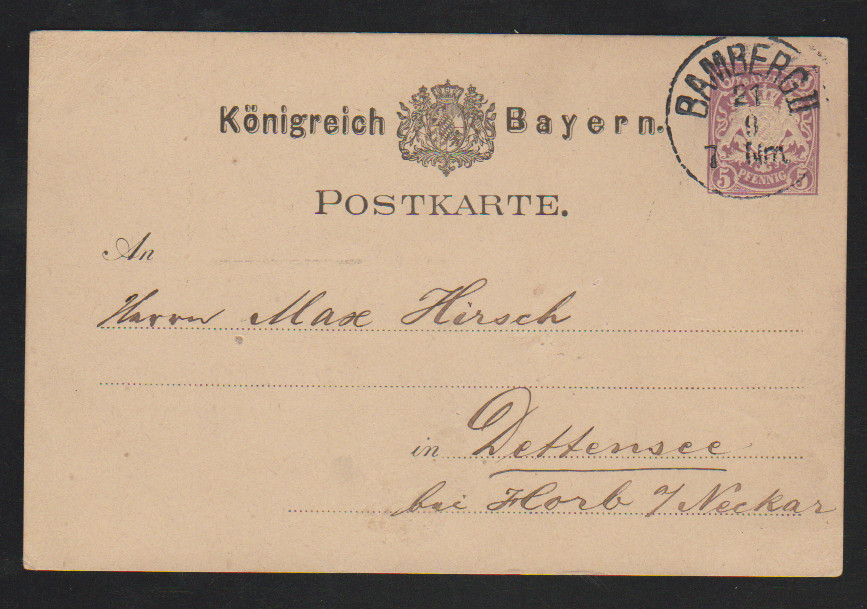 Königreich Bayern.
BAMBERG II
21
9
7 Nm.
BAYERN
5 PFENNIG 5
POSTKARTE.
An
Herrn Max Hirsch
in Dettensee
bei Horb a/Neckar